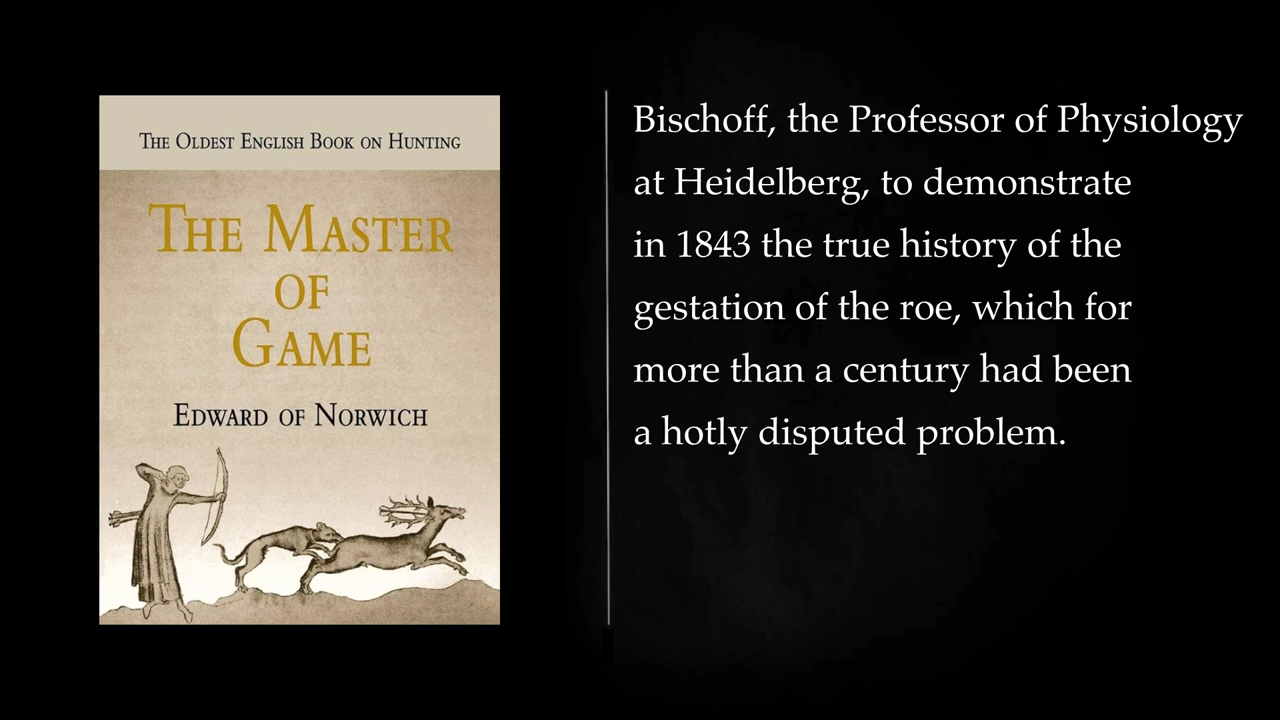 The Oldest English Book on Hunting
The Master
of
Game
Edward of Norwich
Bischoff, the Professor of Physiology
at Heidelberg, to demonstrate
in 1843 the true history of the
gestation of the roe, which for
more than a century had been
a hotly disputed problem.